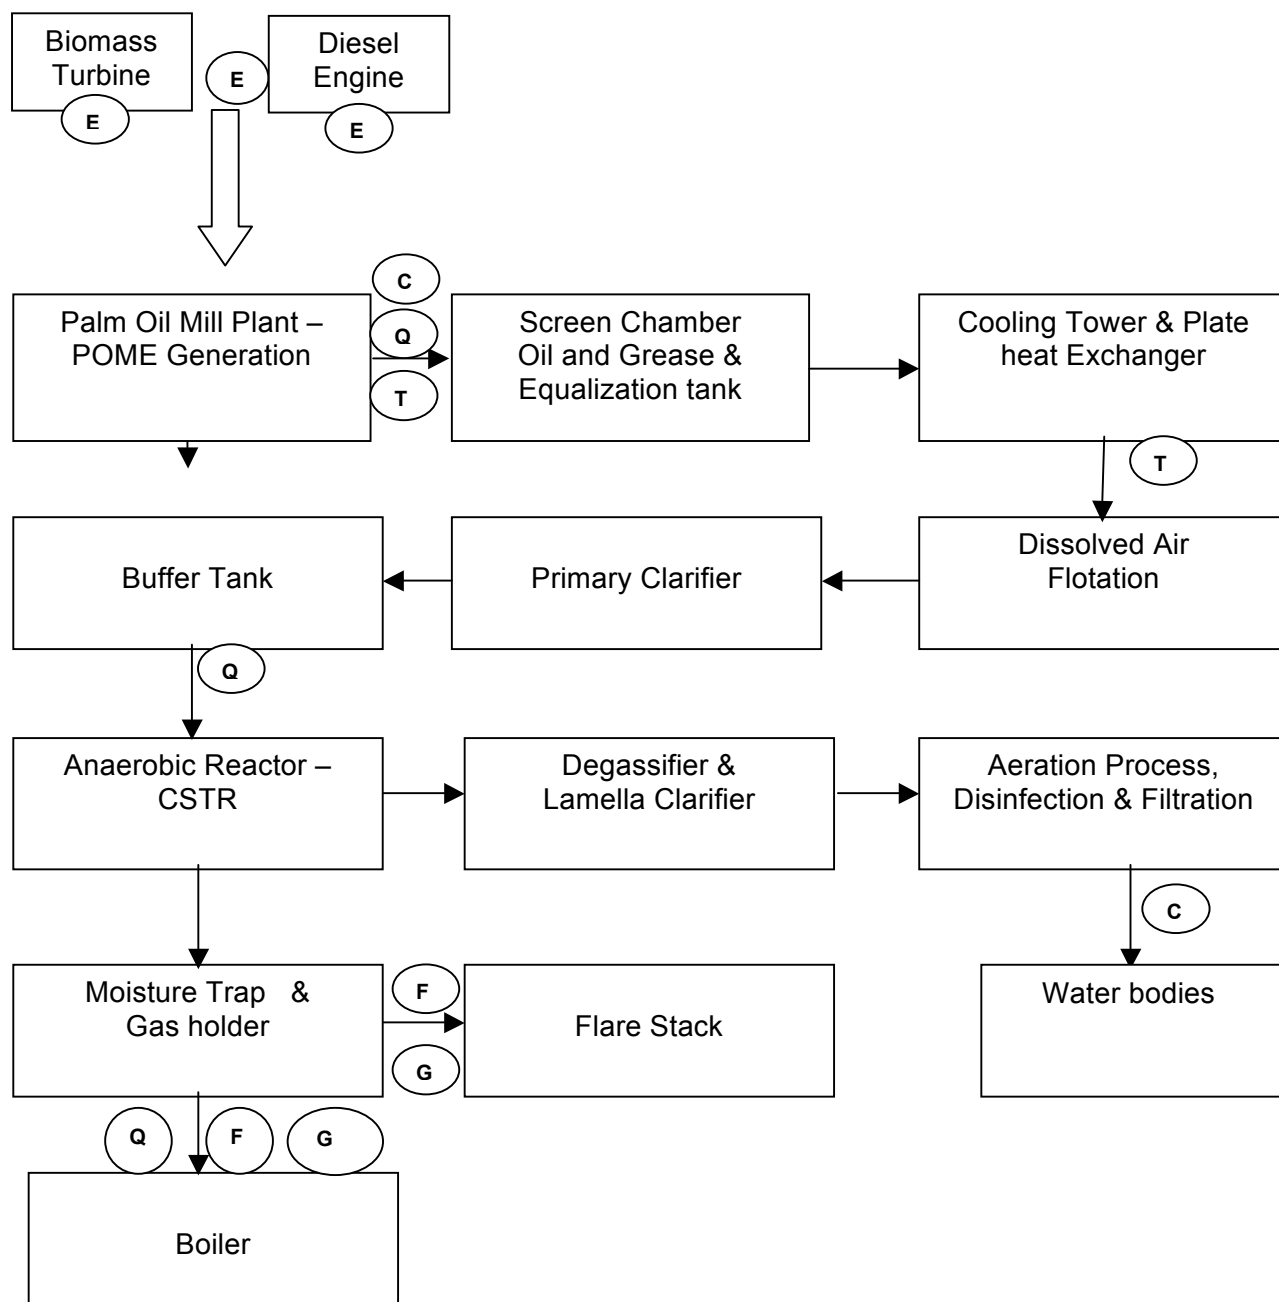 Biomass
Turbine
E
E
Diesel
Engine
E
Palm Oil Mill Plant –
POME Generation
C
Q
T
Screen Chamber
Oil and Grease &
Equalization tank
Cooling Tower & Plate
heat Exchanger
T
Buffer Tank
Primary Clarifier
Dissolved Air
Flotation
Q
Anaerobic Reactor –
CSTR
Degassifier &
Lamella Clarifier
Aeration Process,
Disinfection & Filtration
C
Moisture Trap &
Gas holder
F
G
Flare Stack
Water bodies
Q
F
G
Boiler